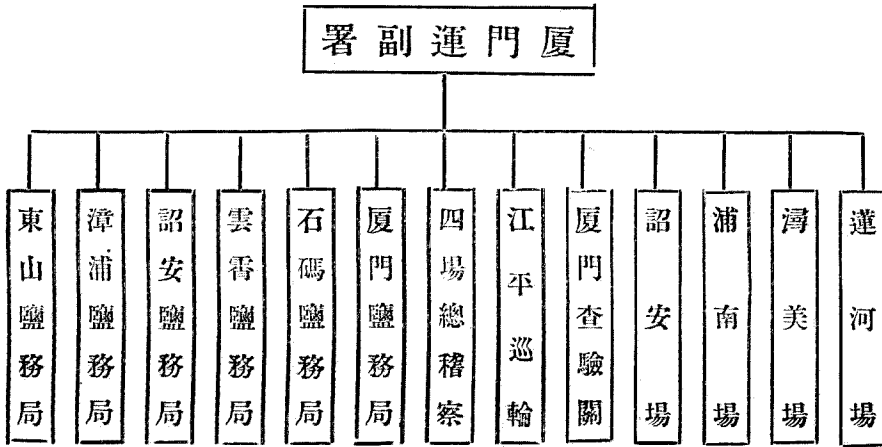 厦門運副署
蓮河場
潯美場
浦南場
詔安場
厦門查驗關
江平巡輪
四場總稽察
厦門鹽務局
石碼鹽務局
雲霄鹽務局
詔安鹽務局
漳浦鹽務局
東山鹽務局